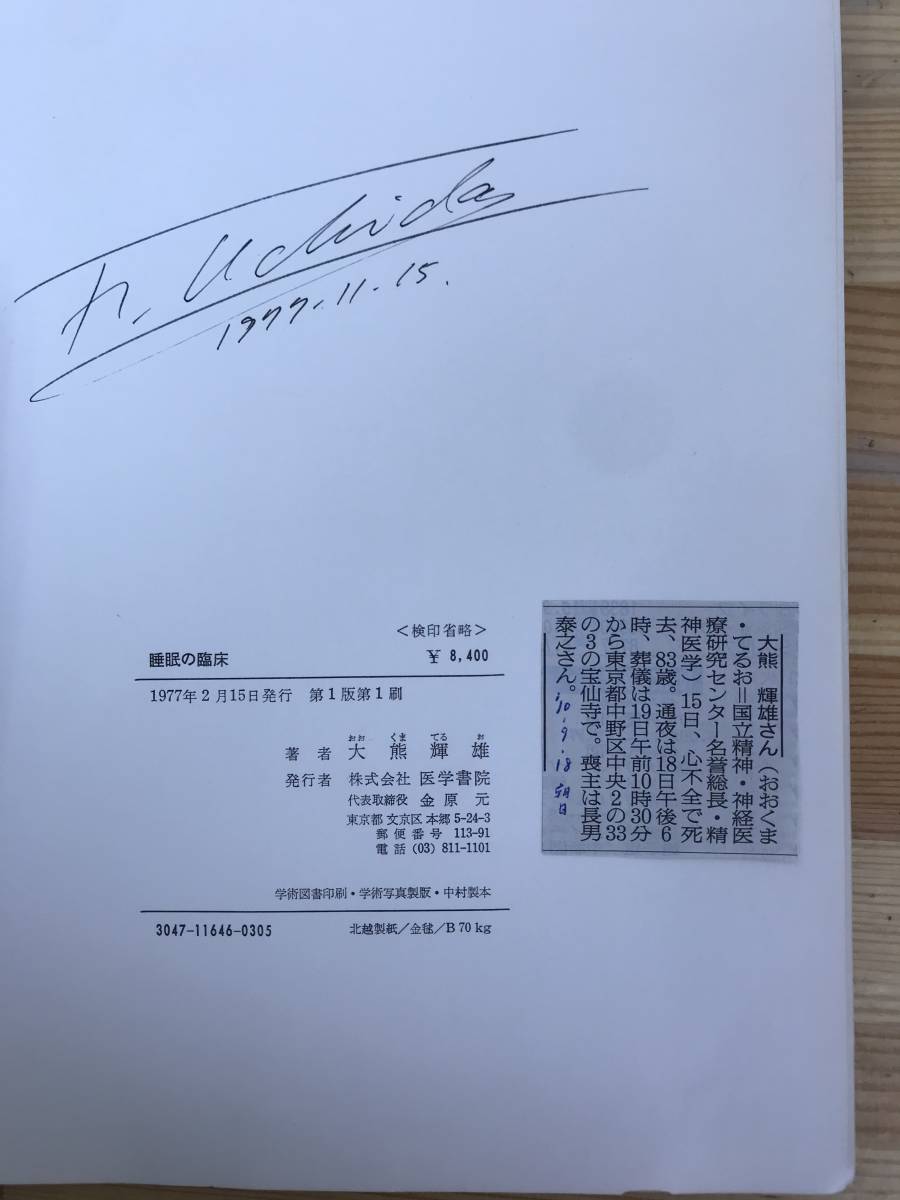 Uchida
1977.11.15.
<検印省略>
睡眠の臨床
¥ 8,400
1977年2月15日発行 第1版第1刷
おお くま てる お
著者 大熊輝雄
発行者 株式会社 医学書院
代表取締役 金原 元
東京都 文京区 本郷 5-24-3
郵便番号 113-91
電話 (03) 811-1101
学術図書印刷・学術写真製版・中村製本
3047-11646-0305
北越製紙/金毬/B 70 kg
大熊 輝雄さん(おおくま
・てるお=国立精神・神経医
療研究センター名誉総長・精
神医学)15日、心不全で死
去、83歳。通夜は18日午後6
時、葬儀は19日午前10時30分
から東京都中野区中央2の33
の3の宝仙寺で。喪主は長男
泰之さん。
'10.9.18 朝日